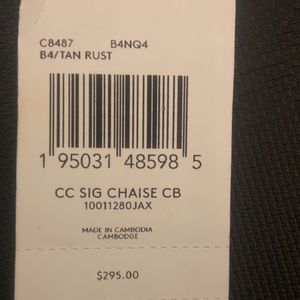 C8487 B4NQ4
B4/TAN RUST
1 95031 48598 5
CC SIG CHAISE CB
10011280JAX
MADE IN CAMBODIA
CAMBODGE
$295.00